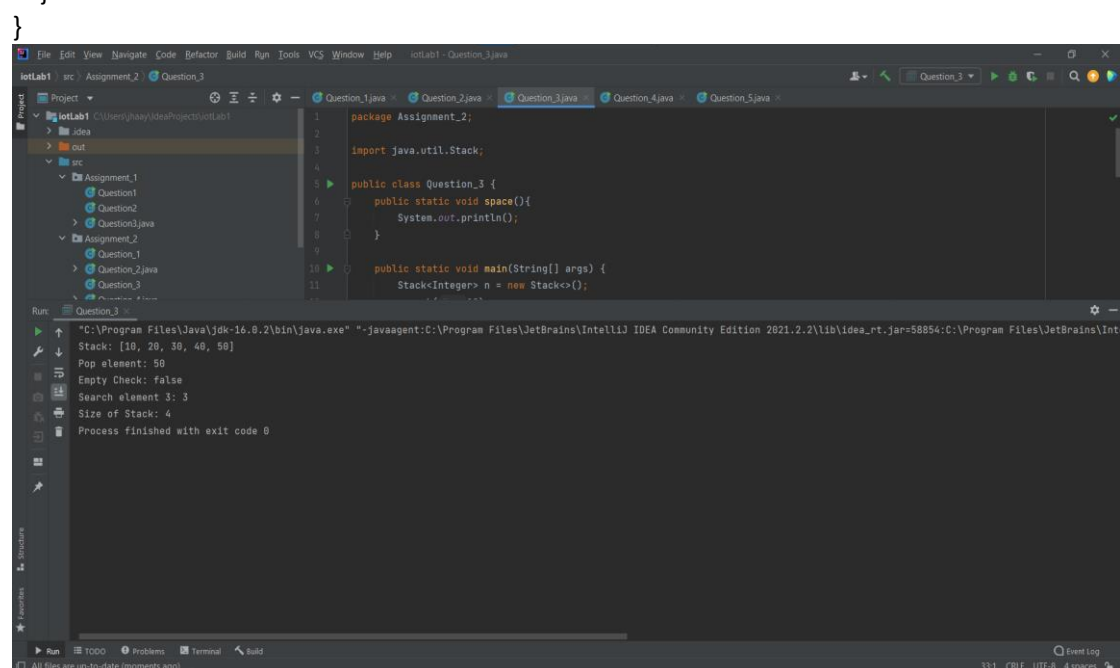 }
File Edit View Navigate Code Refactor Build Run Tools VCS Window Help iotLab1 - Question_3.java
iotLab1 src Assignment_2 Question_3
Question_3
Project
Question_1.java Question_2.java Question_3.java Question_4.java Question_5.java
iotLab1 C:\Users\jhaay\IdeaProjects\iotLab1
.idea
out
src
Assignment_1
Question1
Question2
Question3.java
Assignment_2
Question_1
Question_2.java
Question_3
1 package Assignment_2;
2
3 import java.util.Stack;
4
5 public class Question_3 {
6 public static void space(){
7 System.out.println();
8 }
9
10 public static void main(String[] args) {
11 Stack<Integer> n = new Stack<>();
Run: Question_3
"C:\Program Files\Java\jdk-16.0.2\bin\java.exe" "-javaagent:C:\Program Files\JetBrains\IntelliJ IDEA Community Edition 2021.2.2\lib\idea_rt.jar=58854:C:\Program Files\JetBrains\Int
Stack: [10, 20, 30, 40, 50]
Pop element: 50
Empty Check: false
Search element 3: 3
Size of Stack: 4
Process finished with exit code 0
Structure
Favorites
Run TODO Problems Terminal Build Event Log
All files are up-to-date (moments ago) 33:1 CRLF UTF-8 4 spaces